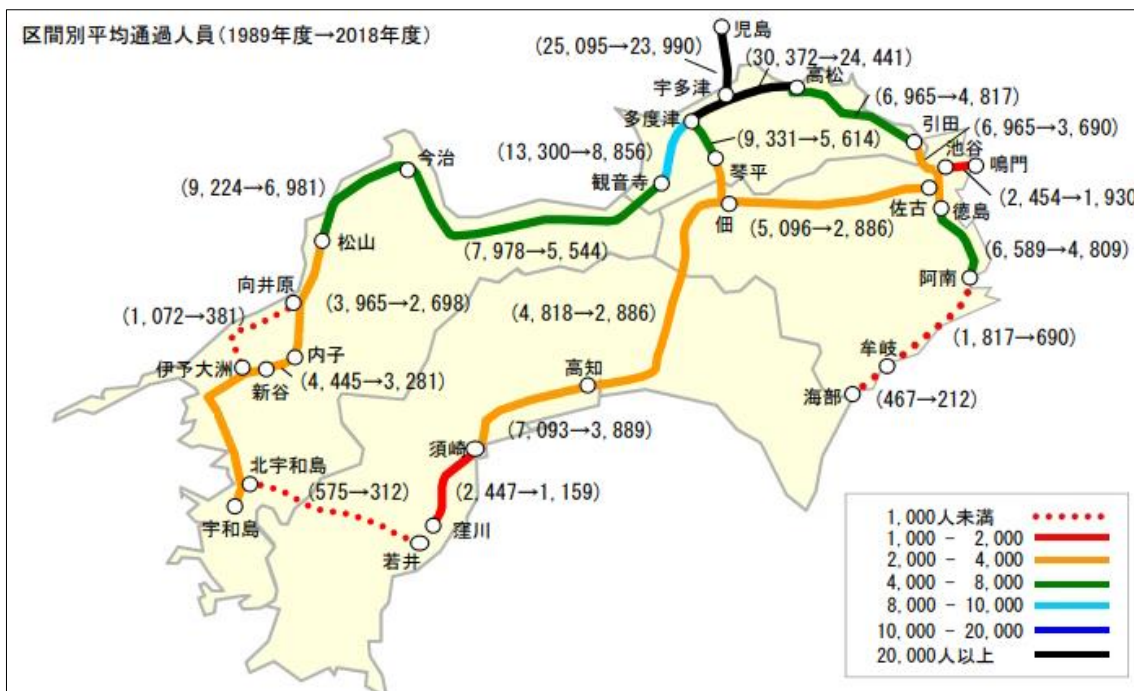 区間別平均通過人員(1989年度→2018年度)
児島
(25,095→23,990)
(30,372→24,441)
高松
宇多津
(6,965→4,817)
多度津
引田
(9,331→5,614)
(6,965→3,690)
今治
(13,300→8,856)
池谷
鳴門
(9,224→6,981)
琴平
観音寺
佐古
(2,454→1,930)
佃
徳島
(5,096→2,886)
松山
(7,978→5,544)
(6,589→4,809)
向井原
阿南
(3,965→2,698)
(4,818→2,886)
(1,072→381)
(1,817→690)
牟岐
内子
伊予大洲
新谷
(4,445→3,281)
高知
海部
(467→212)
(7,093→3,889)
須崎
北宇和島
(575→312)
(2,447→1,159)
宇和島
窪川
若井
1,000人未満
1,000 - 2,000
2,000 - 4,000
4,000 - 8,000
8,000 - 10,000
10,000 - 20,000
20,000人以上